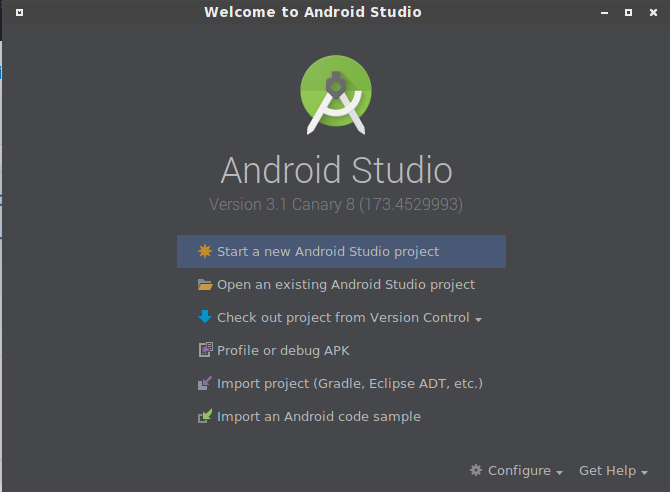 Welcome to Android Studio
Android Studio
Version 3.1 Canary 8 (173.4529993)
Start a new Android Studio project
Open an existing Android Studio project
Check out project from Version Control
Profile or debug APK
Import project (Gradle, Eclipse ADT, etc.)
Import an Android code sample
Configure Get Help